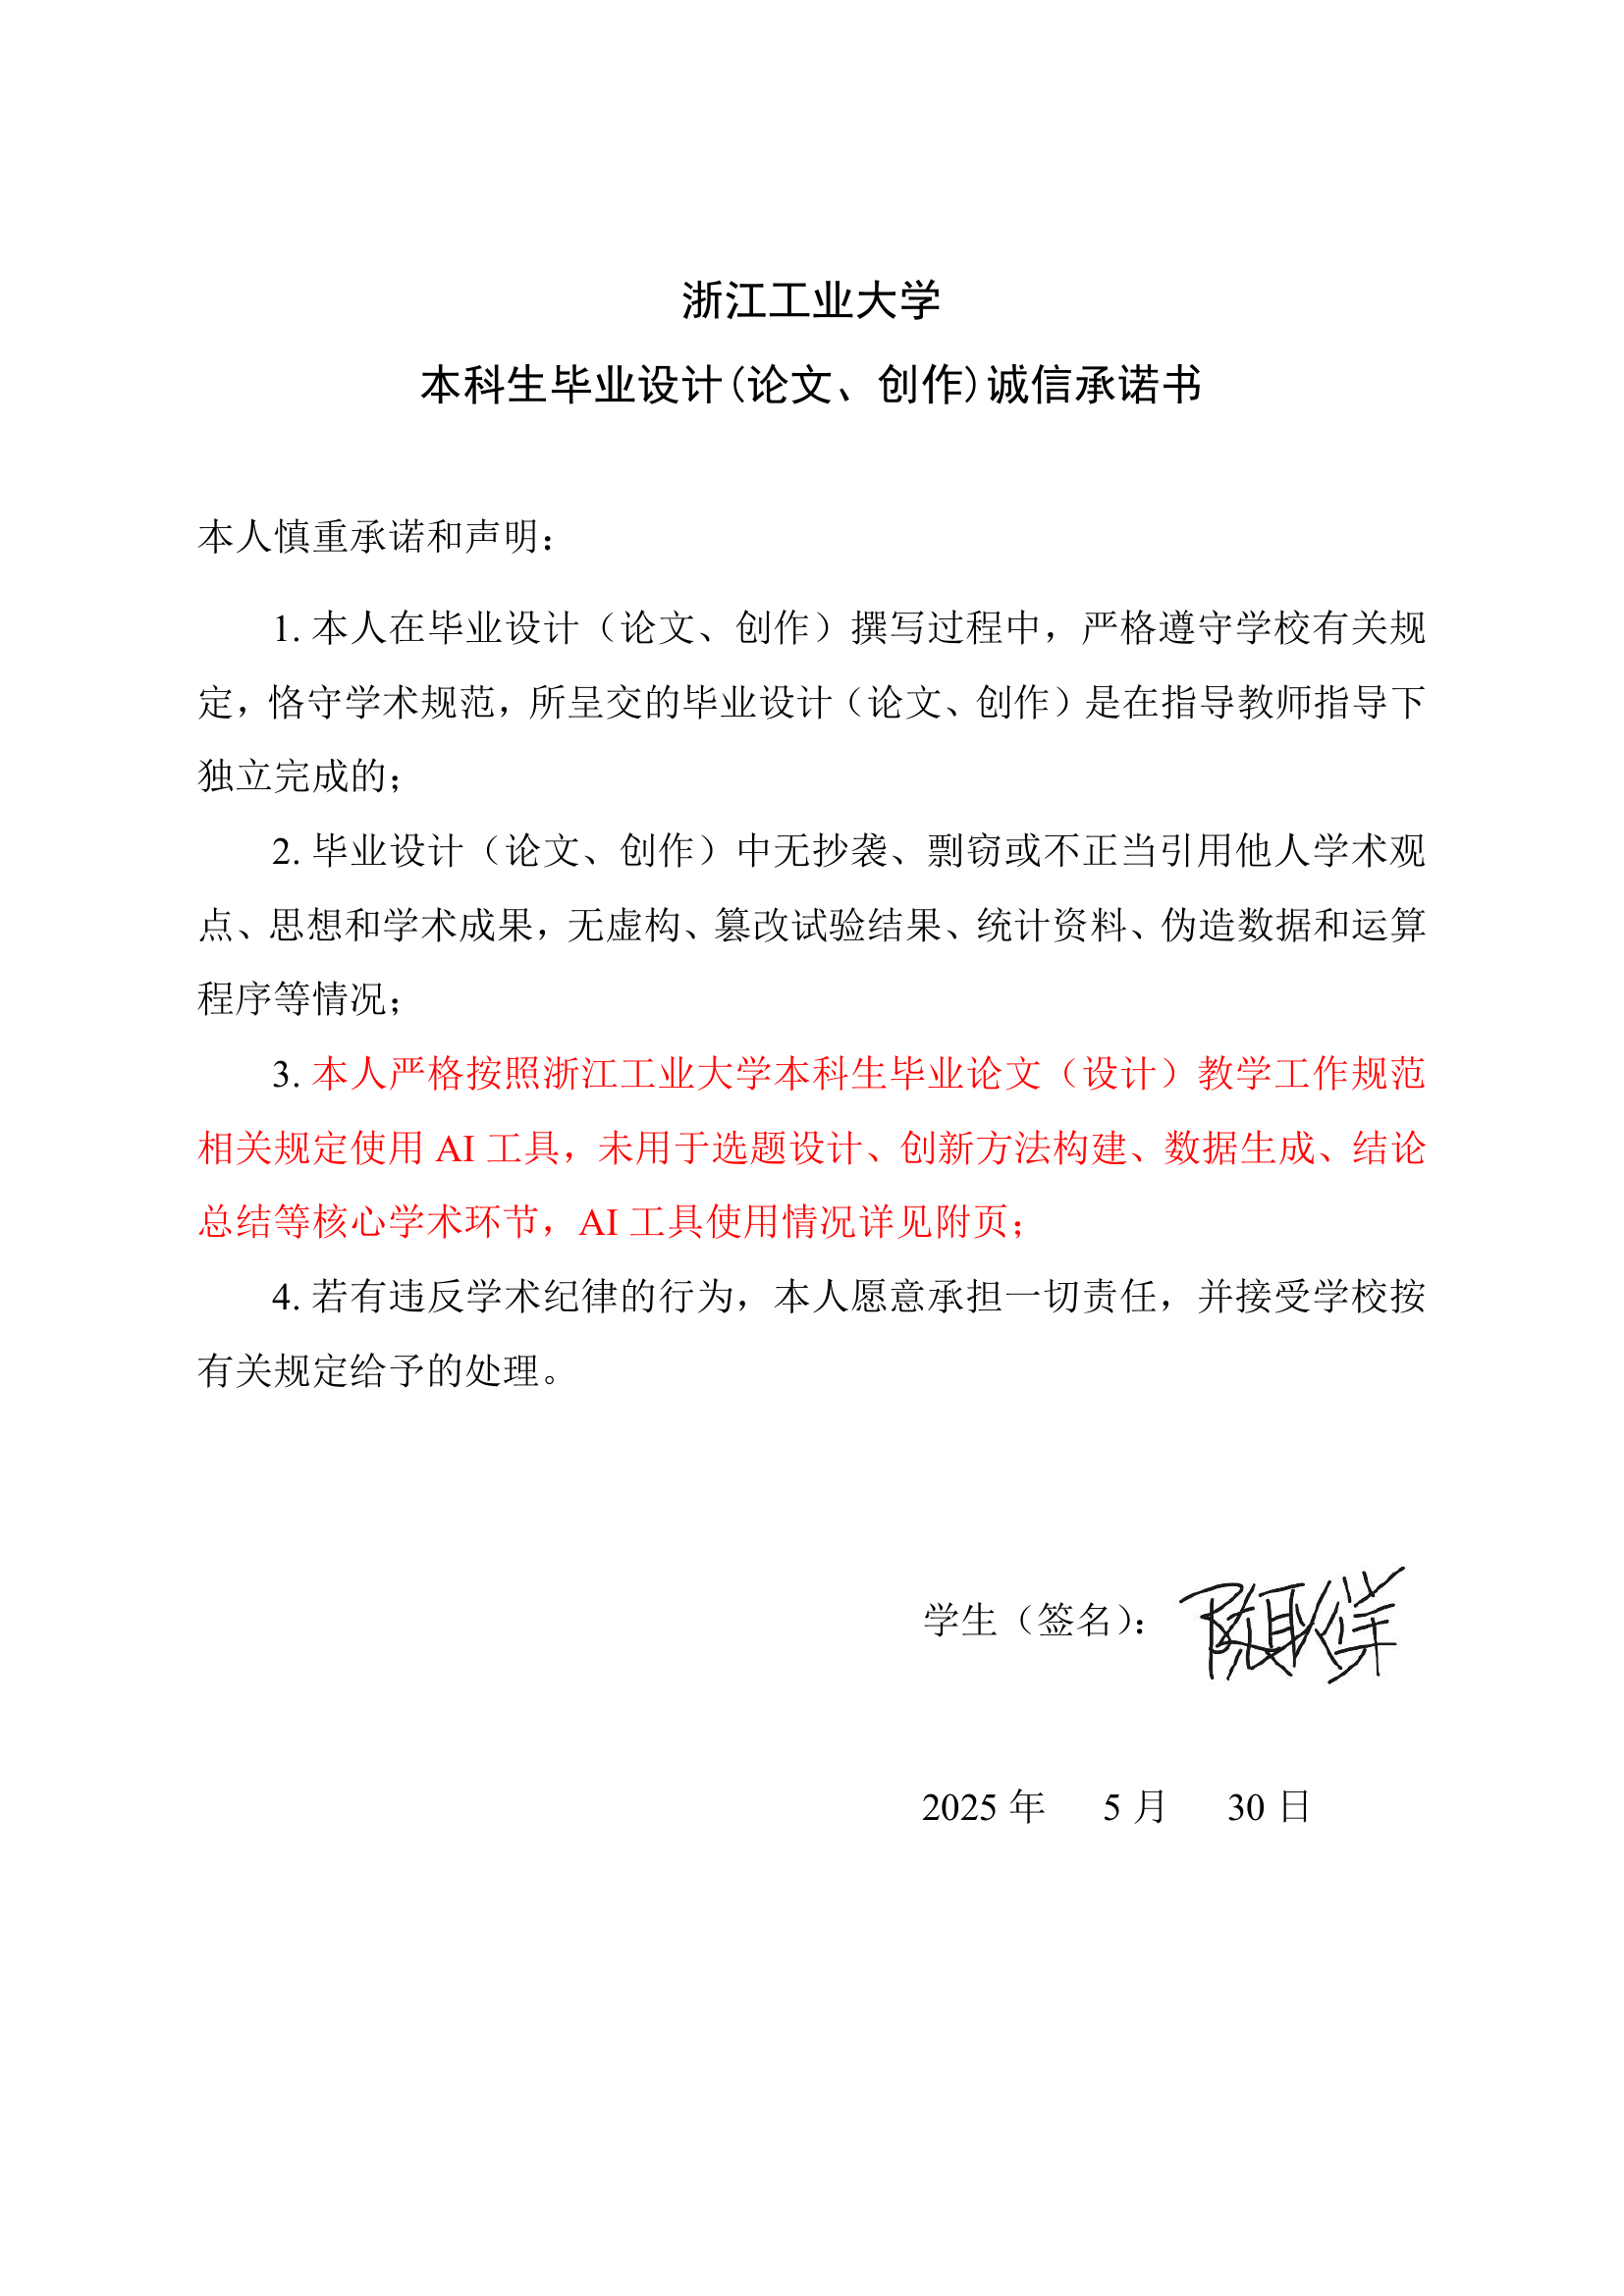 浙江工业大学
本科生毕业设计(论文、创作)诚信承诺书
本人慎重承诺和声明：
1. 本人在毕业设计（论文、创作）撰写过程中，严格遵守学校有关规
定，恪守学术规范，所呈交的毕业设计（论文、创作）是在指导教师指导下
独立完成的；
2. 毕业设计（论文、创作）中无抄袭、剽窃或不正当引用他人学术观
点、思想和学术成果，无虚构、篡改试验结果、统计资料、伪造数据和运算
程序等情况；
3. 本人严格按照浙江工业大学本科生毕业论文（设计）教学工作规范
相关规定使用 AI 工具，未用于选题设计、创新方法构建、数据生成、结论
总结等核心学术环节，AI 工具使用情况详见附页；
4. 若有违反学术纪律的行为，本人愿意承担一切责任，并接受学校按
有关规定给予的处理。
学生（签名）：
2025 年 5 月 30 日